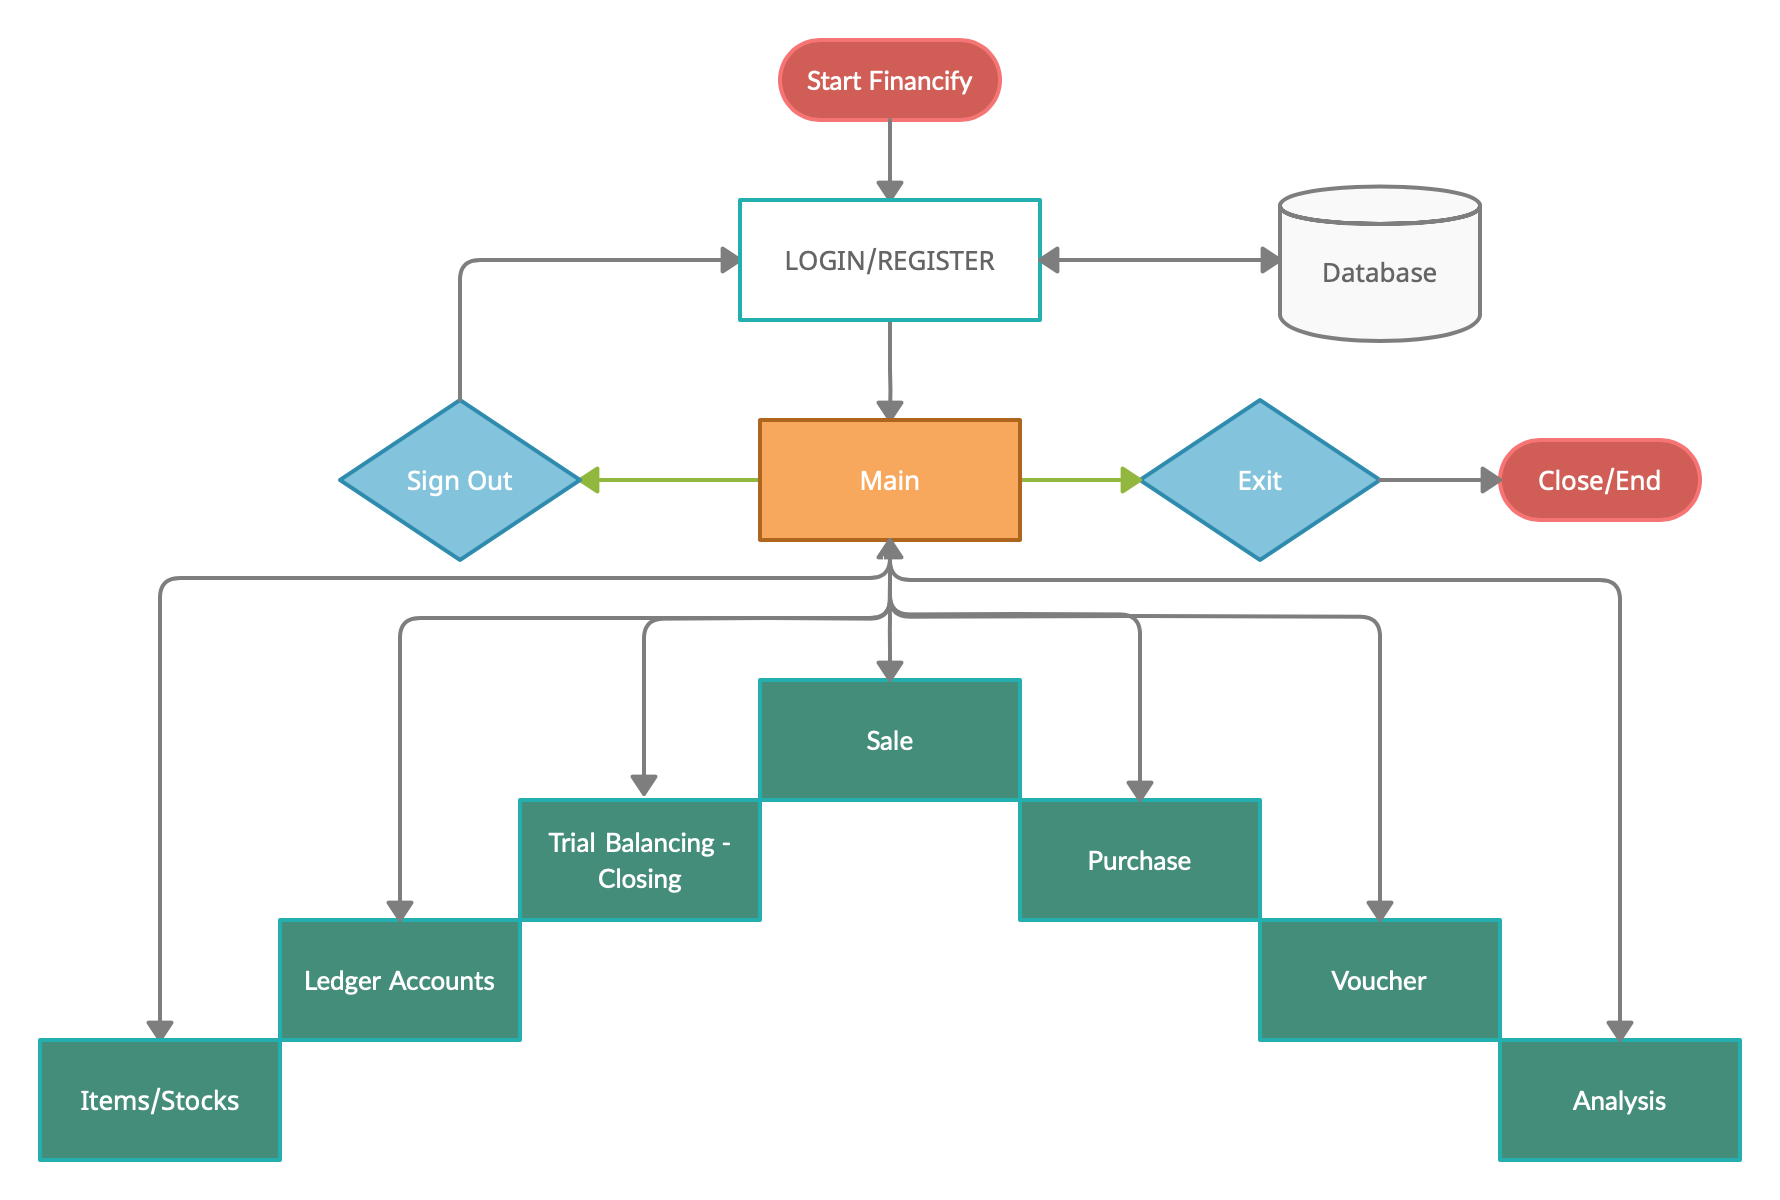 Start Financify
LOGIN/REGISTER
Database
Sign Out
Main
Exit
Close/End
Sale
Trial Balancing -
Closing
Purchase
Ledger Accounts
Voucher
Items/Stocks
Analysis